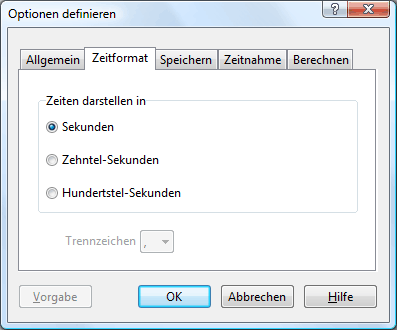 Optionen definieren
Allgemein Zeitformat Speichern Zeitnahme Berechnen
Zeiten darstellen in
Sekunden
Zehntel-Sekunden
Hundertstel-Sekunden
Trennzeichen ,
Vorgabe OK Abbrechen Hilfe